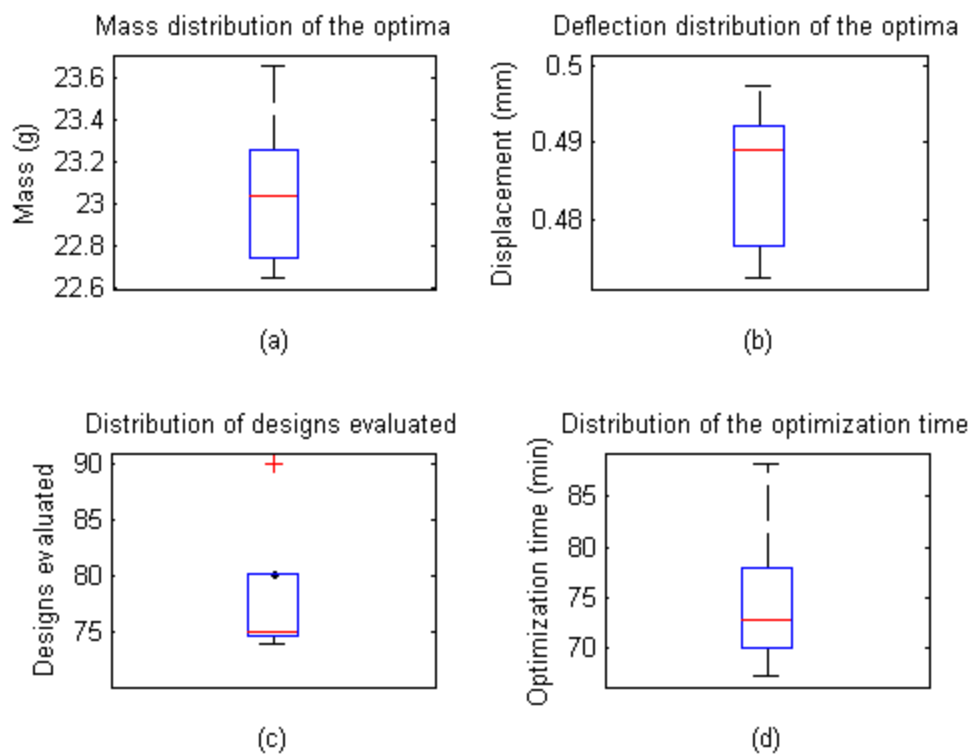 Mass distribution of the optima
23.6
23.4
23.2
23
22.8
22.6
Mass (g)
(a)
Deflection distribution of the optima
0.5
0.49
0.48
Displacement (mm)
(b)
Distribution of designs evaluated
90
85
80
75
Designs evaluated
(c)
Distribution of the optimization time
85
80
75
70
Optimization time (min)
(d)